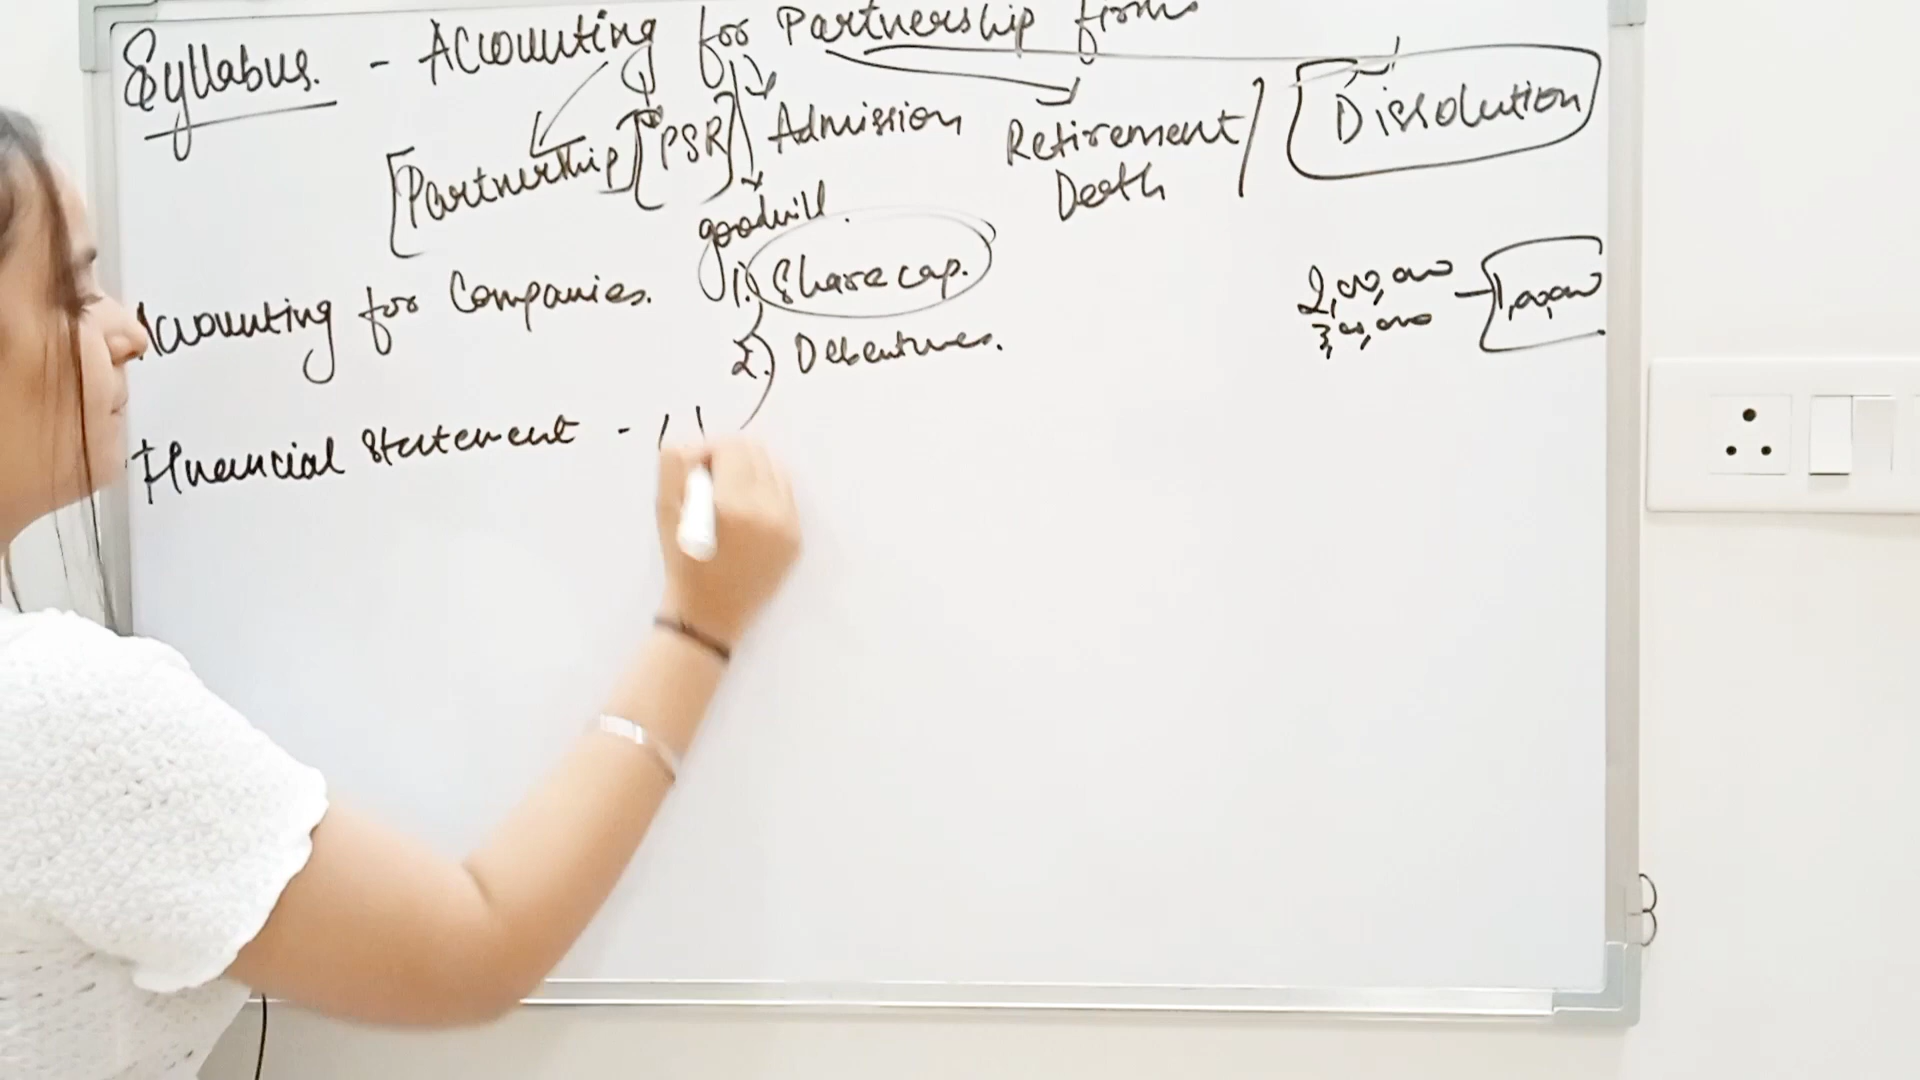 Syllabus. - Accounting for Partnership firms
[Partnership] [PSR] Admission Retirement / Dissolution
Death
goodwill.
Accounting for Companies. 1.) Share cap.
2.) Debentures.
2,00,000 - 1,00,000
3,00,000
Financial Statement -